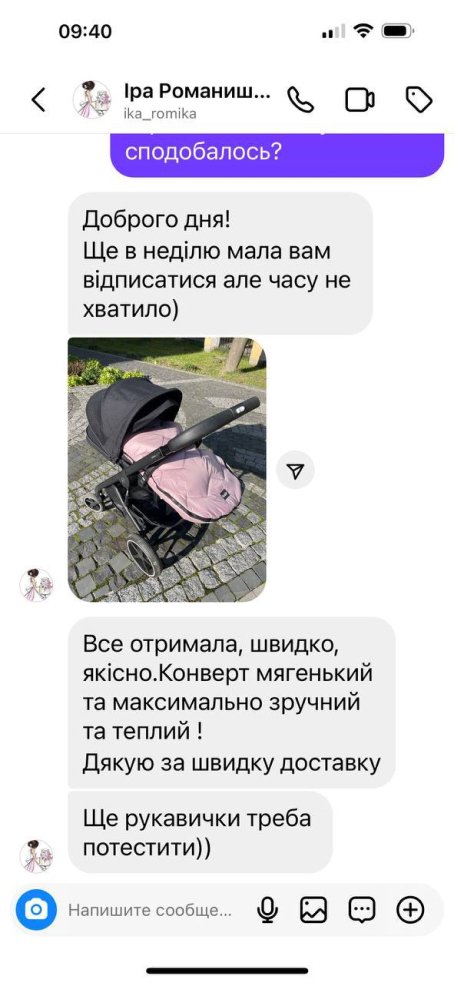 09:40
Іра Романиш...
ika_romika
сподобалось?
Доброго дня!
Ще в неділю мала вам
відписатися але часу не
хватило)
Все отримала, швидко,
якісно.Конверт мягенький
та максимально зручний
та теплий !
Дякую за швидку доставку
Ще рукавички треба
потестити))
Напишите сообще...